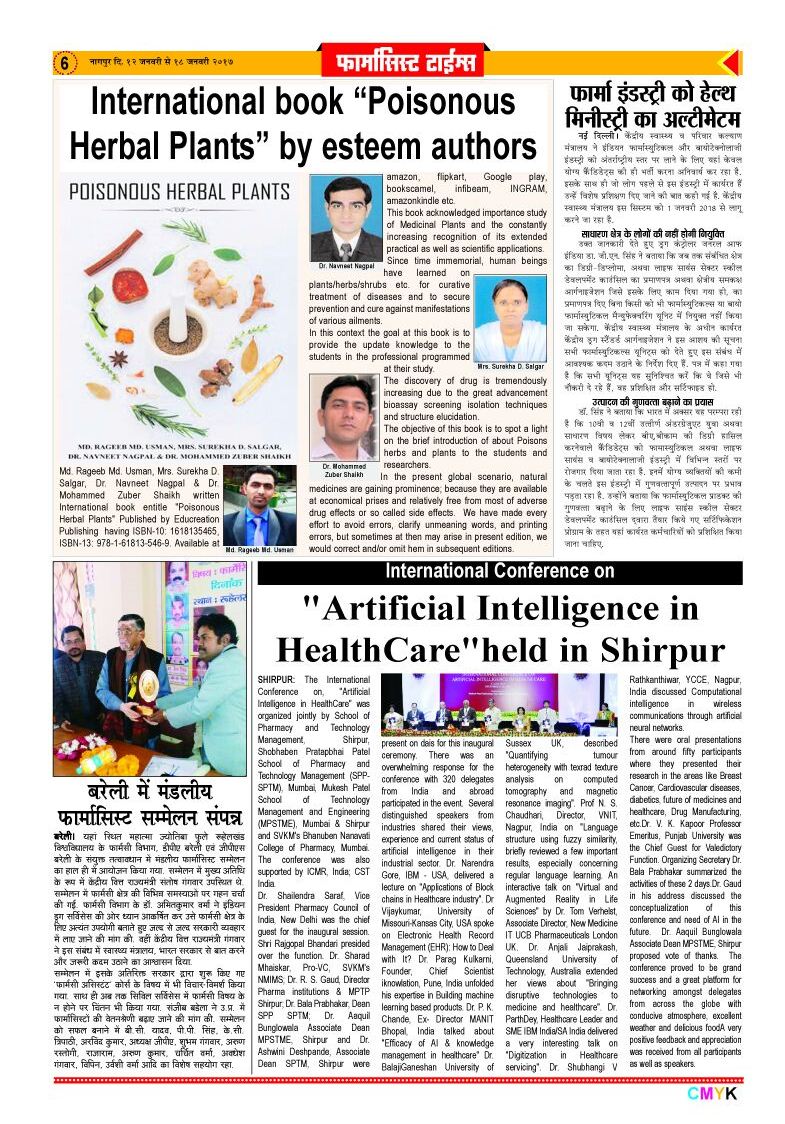 6
नागपुर दि. १२ जनवरी से १८ जनवरी २०१७
फार्मासिस्ट टाईम्स
International book “Poisonous
Herbal Plants” by esteem authors
POISONOUS HERBAL PLANTS
MD. RAGEEB MD. USMAN, MRS. SUREKHA D. SALGAR,
DR. NAVNEET NAGPAL & DR. MOHAMMED ZUBER SHAIKH
Md. Rageeb Md. Usman, Mrs. Surekha D.
Salgar, Dr. Navneet Nagpal & Dr.
Mohammed Zuber Shaikh written
International book entitle "Poisonous
Herbal Plants" Published by Educreation
Publishing having ISBN-10: 1618135465,
ISBN-13: 978-1-61813-546-9. Available at
Md. Rageeb Md. Usman
Dr. Navneet Nagpal
amazon, flipkart, Google play,
bookscamel, infibeam, INGRAM,
amazonkindle etc.
This book acknowledged importance study
of Medicinal Plants and the constantly
increasing recognition of its extended
practical as well as scientific applications.
Since time immemorial, human beings
have learned on
plants/herbs/shrubs etc. for curative
treatment of diseases and to secure
prevention and cure against manifestations
of various ailments.
Mrs. Surekha D. Salgar
In this context the goal at this book is to
provide the update knowledge to the
students in the professional programmed
at their study.
The discovery of drug is tremendously
increasing due to the great advancement
bioassay screening isolation techniques
and structure elucidation.
The objective of this book is to spot a light
on the brief introduction of about Poisons
herbs and plants to the students and
researchers.
Dr. Mohammed
Zuber Shaikh
In the present global scenario, natural
medicines are gaining prominence; because they are available
at economical prises and relatively free from most of adverse
drug effects or so called side effects. We have made every
effort to avoid errors, clarify unmeaning words, and printing
errors, but sometimes at then may arise in present edition, we
would correct and/or omit hem in subsequent editions.
फार्मा इंडस्ट्री को हेल्थ
मिनीस्ट्री का अल्टीमेटम
नई दिल्ली। केंद्रीय स्वास्थ्य व परिवार कल्याण
मंत्रालय ने इंडियन फार्मास्युटिकल और बायोटेक्नोलाजी
इंडस्ट्री को अंतर्राष्ट्रीय स्तर पर लाने के लिए यहां केवल
योग्य कैंडिडेट्स की ही भर्ती करना अनिवार्य कर रहा है.
इसके साथ ही जो लोग पहले से इस इंडस्ट्री में कार्यरत हैं
उन्हें विशेष प्रशिक्षण दिए जाने की बात कही गई है. केंद्रीय
स्वास्थ्य मंत्रालय इस सिस्टम को 1 जनवरी 2018 से लागू
करने जा रहा है.
साधारण क्षेत्र के लोगों की नहीं होगी नियुक्ति
उक्त जानकारी देते हुए ड्रग कंट्रोलर जनरल आफ
इंडिया डा. जी.एन. सिंह ने बताया कि जब तक संबंधित क्षेत्र
का डिग्री-डिप्लोमा, अथवा लाइफ सायंस सेक्टर स्कील
डेवलपमेंट काउंसिल का प्रमाणपत्र अथवा क्षेत्रीय समकक्ष
आर्गनाइजेशन जिसे इसके लिए काम दिया गया हो, का
प्रमाणपत्र दिए बिना किसी को भी फार्मास्युटिकल्स या बायो
फार्मास्युटिकल मैन्युफेक्चरिंग यूनिट में नियुक्त नहीं किया
जा सकेगा. केंद्रीय स्वास्थ्य मंत्रालय के अधीन कार्यरत
केंद्रीय ड्रग स्टैंडर्ड आर्गनाइजेशन ने इस आशय की सूचना
सभी फार्मास्युटिकल्स यूनिट्स को देते हुए इस संबंध में
आवश्यक कदम उठाने के निर्देश दिए हैं. पत्र में कहा गया
है कि सभी यूनिट्स यह सुनिश्चित करें कि वे जिसे भी
नौकरी दे रहे हैं, वह प्रशिक्षित और सर्टिफाइड हो.
उत्पादन की गुणवत्ता बढ़ाने का प्रयास
डॉ. सिंह ने बताया कि भारत में अक्सर यह परम्परा रही
है कि 10वी व 12वीं उत्तीर्ण अंडरग्रेजुएट युवा अथवा
साधारण विषय लेकर बीए,बीकाम की डिग्री हासिल
करनेवाले कैंडिडेट्स को फार्मास्युटिकल अथवा लाइफ
सायंस व बायोटेक्नालाजी इंडस्ट्री में विभिन्न स्तरों पर
रोजगार दिया जाता रहा है. इनमें योग्य व्यक्तियों की कमी
के चलते इस इंडस्ट्री में गुणवत्तापूर्ण उत्पादन पर प्रभाव
पड़ता रहा है. उन्होंने बताया कि फार्मास्युटिकल प्राडक्ट की
गुणवत्ता बढ़ाने के लिए लाइफ साइंस स्कील सेक्टर
डेवलपमेंट काउंसिल द्वारा तैयार किये गए सर्टिफिकेशन
प्रोग्राम के तहत यहां कार्यरत कर्मचारियों को प्रशिक्षित किया
जाना चाहिए.
विषय : फार्मेसि
दिनांक
स्थान : रूहेलखं
बरेली में मंडलीय
फार्मासिस्ट सम्मेलन संपन्न
बरेली। यहां स्थित महात्मा ज्योतिबा फुले रुहेलखंड
विश्वविद्यालय के फार्मसी विभाग, डीपीए बरेली एवं जीपीएस
बरेली के संयुक्त तत्वाधान में मंडलीय फार्मासिस्ट सम्मेलन
का हाल ही में आयोजन किया गया. सम्मेलन में मुख्य अतिथि
के रूप में केंद्रीय वित्त राज्यमंत्री संतोष गंगवार उपस्थित थे.
सम्मेलन में फार्मसी क्षेत्र की विभिन्न समस्याओं पर गहन चर्चा
की गई. फार्मसी विभाग के डॉ. अमितकुमार वर्मा ने इंडियन
ड्रग सर्विसेस की ओर ध्यान आकर्षित कर उसे फार्मसी क्षेत्र के
लिए अत्यंत उपयोगी बताते हुए जल्द से जल्द सरकारी व्यवहार
में लाए जाने की मांग की. वहीं केंद्रीय वित्त राज्यमंत्री गंगवार
ने इस संबंध में स्वास्थ्य मंत्रालय, भारत सरकार से बात करने
और जरूरी कदम उठाने का आश्वासन दिया.
सम्मेलन में इसके अतिरिक्त सरकार द्वारा शुरू किए गए
'फार्मसी असिस्टंट' कोर्स के विषय में भी विचार-विमर्श किया
गया. साथ ही अब तक सिविल सर्विसेस में फार्मसी विषय के
न होने पर चिंतन भी किया गया. संजीब बडेला ने उ.प्र. में
फार्मासिस्टों की वेतनश्रेणी बढ़ाए जाने की मांग की. सम्मेलन
को सफल बनाने में बी.सी. यादव, पी.पी. सिंह, के.सी.
त्रिपाठी, अरविंद कुमार, अध्यक्ष जीपीए, शुभम गंगवार, अरुण
रस्तोगी, राजाराम, अरुण कुमार, चर्चित वर्मा, अवधेश
गंगवार, विपिन, उर्वशी वर्मा आदि का विशेष सहयोग रहा.
International Conference on
"Artificial Intelligence in
HealthCare"held in Shirpur
SHIRPUR: The International
Conference on, "Artificial
Intelligence in HealthCare" was
organized jointly by School of
Pharmacy and Technology
Management, Shirpur,
Shobhaben Pratapbhai Patel
School of Pharmacy and
Technology Management (SPP-
SPTM), Mumbai, Mukesh Patel
School of Technology
Management and Engineering
(MPSTME), Mumbai & Shirpur
and SVKM's Bhanuben Nanavati
College of Pharmacy, Mumbai.
The conference was also
supported by ICMR, India; CST
India.
Dr. Shailendra Saraf, Vice
President Pharmacy Council of
India, New Delhi was the chief
guest for the inaugural session.
Shri Rajgopal Bhandari presided
over the function. Dr. Sharad
Mhaiskar, Pro-VC, SVKM's
NMIMS; Dr. R. S. Gaud, Director
Pharma institutions & MPTP
Shirpur; Dr. Bala Prabhakar, Dean
SPP SPTM; Dr. Aaquil
Bunglowala Associate Dean
MPSTME, Shirpur and Dr.
Ashwini Deshpande, Associate
Dean SPTM, Shirpur were
ARTIFICIAL INTELLIGENCE IN HEALTH CARE
present on dais for this inaugural
ceremony. There was an
overwhelming response for the
conference with 320 delegates
from India and abroad
participated in the event. Several
distinguished speakers from
industries shared their views,
experience and current status of
artificial intelligence in their
industrial sector. Dr. Narendra
Gore, IBM - USA, delivered a
lecture on "Applications of Block
chains in Healthcare industry". Dr
Vijaykumar, University of
Missouri-Kansas City, USA spoke
on Electronic Health Record
Management (EHR): How to Deal
with It? Dr. Parag Kulkarni,
Founder, Chief Scientist
iknowlation, Pune, India unfolded
his expertise in Building machine
learning based products. Dr. P. K.
Chande, Ex- Director MANIT
Bhopal, India talked about
"Efficacy of AI & knowledge
management in healthcare" Dr.
BalajiGaneshan University of
Sussex UK, described
"Quantifying tumour
heterogeneity with texrad texture
analysis on computed
tomography and magnetic
resonance imaging". Prof N. S.
Chaudhari, Director, VNIT,
Nagpur, India on "Language
structure using fuzzy similarity,
briefly reviewed a few important
results, especially concerning
regular language learning. An
interactive talk on "Virtual and
Augmented Reality in Life
Sciences" by Dr. Tom Verhelst,
Associate Director, New Medicine
IT UCB Pharmaceuticals London
UK. Dr. Anjali Jaiprakash,
Queensland University of
Technology, Australia extended
her views about "Bringing
disruptive technologies to
medicine and healthcare". Dr.
ParthDey, Healthcare Leader and
SME IBM India/SA India delivered
a very interesting talk on
"Digitization in Healthcare
servicing". Dr. Shubhangi V
Rathkanthiwar, YCCE, Nagpur,
India discussed Computational
intelligence in wireless
communications through artificial
neural networks.
There were oral presentations
from around fifty participants
where they presented their
research in the areas like Breast
Cancer, Cardiovascular diseases,
diabetics, future of medicines and
healthcare, Drug Manufacturing,
etc.Dr. V. K. Kapoor Professor
Emeritus, Punjab University was
the Chief Guest for Valedictory
Function. Organizing Secretary Dr.
Bala Prabhakar summarized the
activities of these 2 days.Dr. Gaud
in his address discussed the
conceptualization of this
conference and need of AI in the
future. Dr. Aaquil Bunglowala
Associate Dean MPSTME, Shirpur
proposed vote of thanks. The
conference proved to be grand
success and a great platform for
networking amongst delegates
from across the globe with
conducive atmosphere, excellent
weather and delicious foodA very
positive feedback and appreciation
was received from all participants
as well as speakers.
CMYK